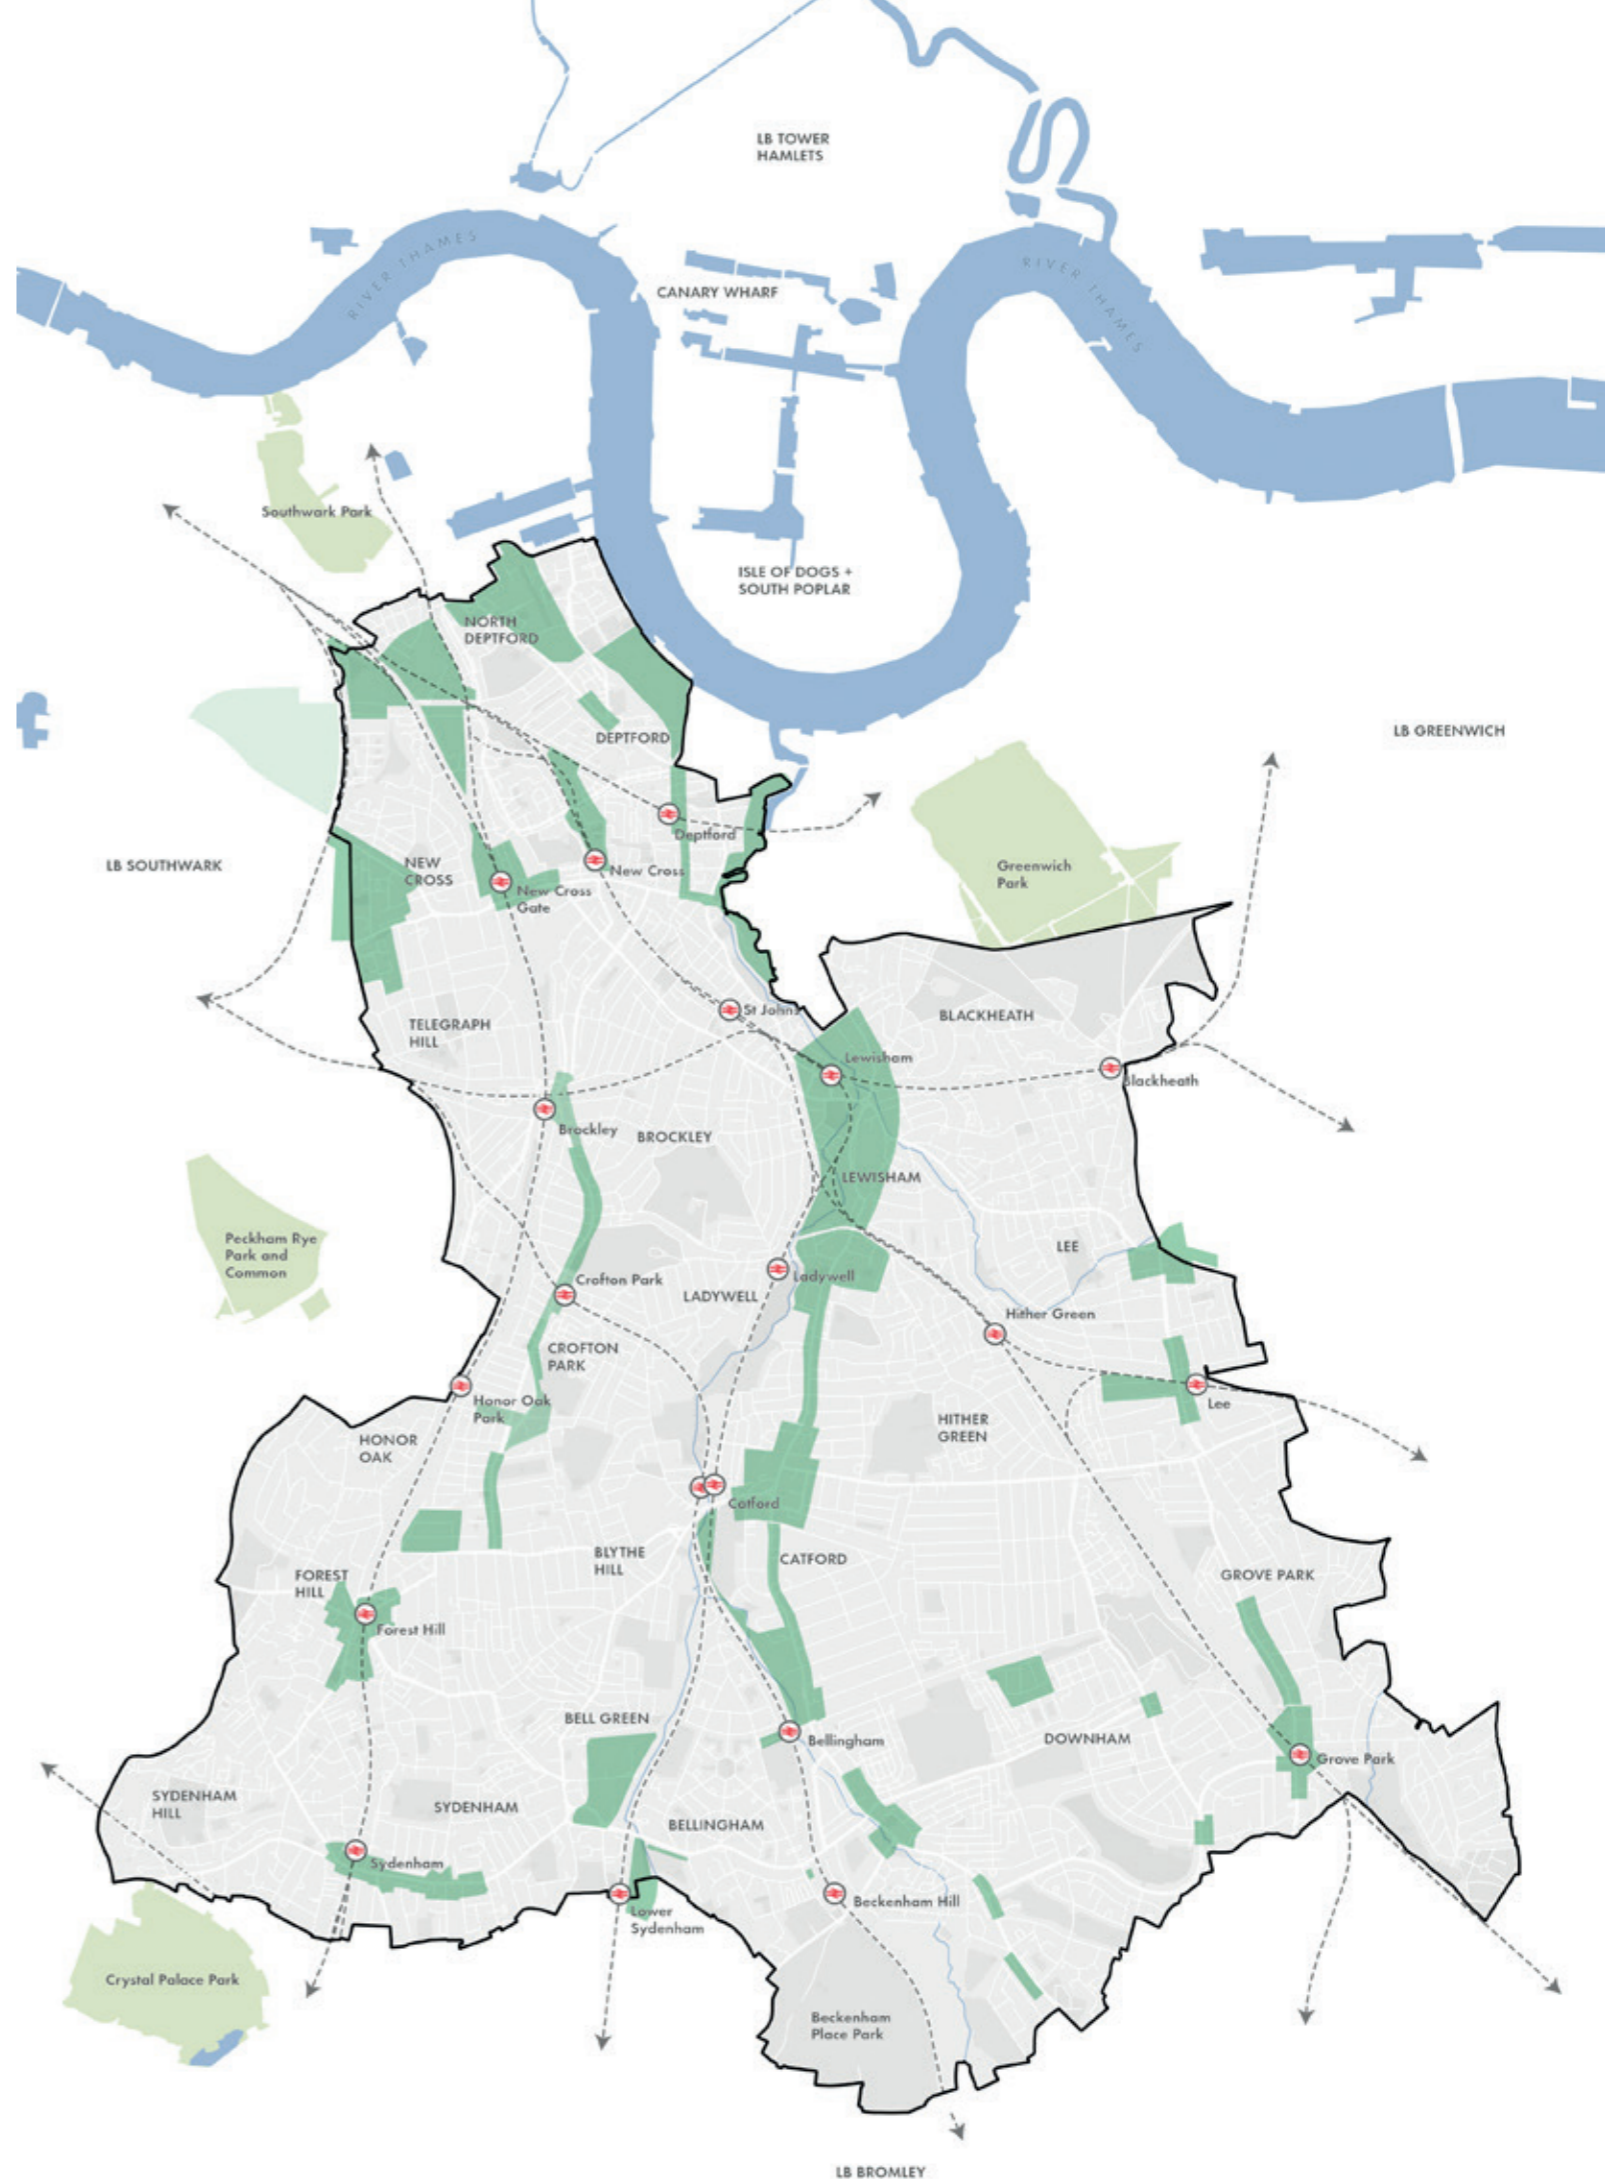 LB TOWER
HAMLETS
RIVER THAMES
RIVER THAMES
CANARY WHARF
Southwark Park
ISLE OF DOGS +
SOUTH POPLAR
NORTH
DEPTFORD
LB GREENWICH
DEPTFORD
Deptford
LB SOUTHWARK
NEW
CROSS
New Cross
New Cross
Gate
Greenwich
Park
St Johns
BLACKHEATH
TELEGRAPH
HILL
Lewisham
Blackheath
Brockley
BROCKLEY
LEWISHAM
Peckham Rye
Park and
Common
LEE
Crofton Park
Ladywell
LADYWELL
Hither Green
CROFTON
PARK
Honor Oak
Park
Lee
HONOR
OAK
HITHER
GREEN
Catford
BLYTHE
HILL
CATFORD
FOREST
HILL
GROVE PARK
Forest Hill
BELL GREEN
Bellingham
DOWNHAM
Grove Park
SYDENHAM
HILL
SYDENHAM
BELLINGHAM
Sydenham
Beckenham Hill
Lower
Sydenham
Crystal Palace Park
Beckenham
Place Park
LB BROMLEY